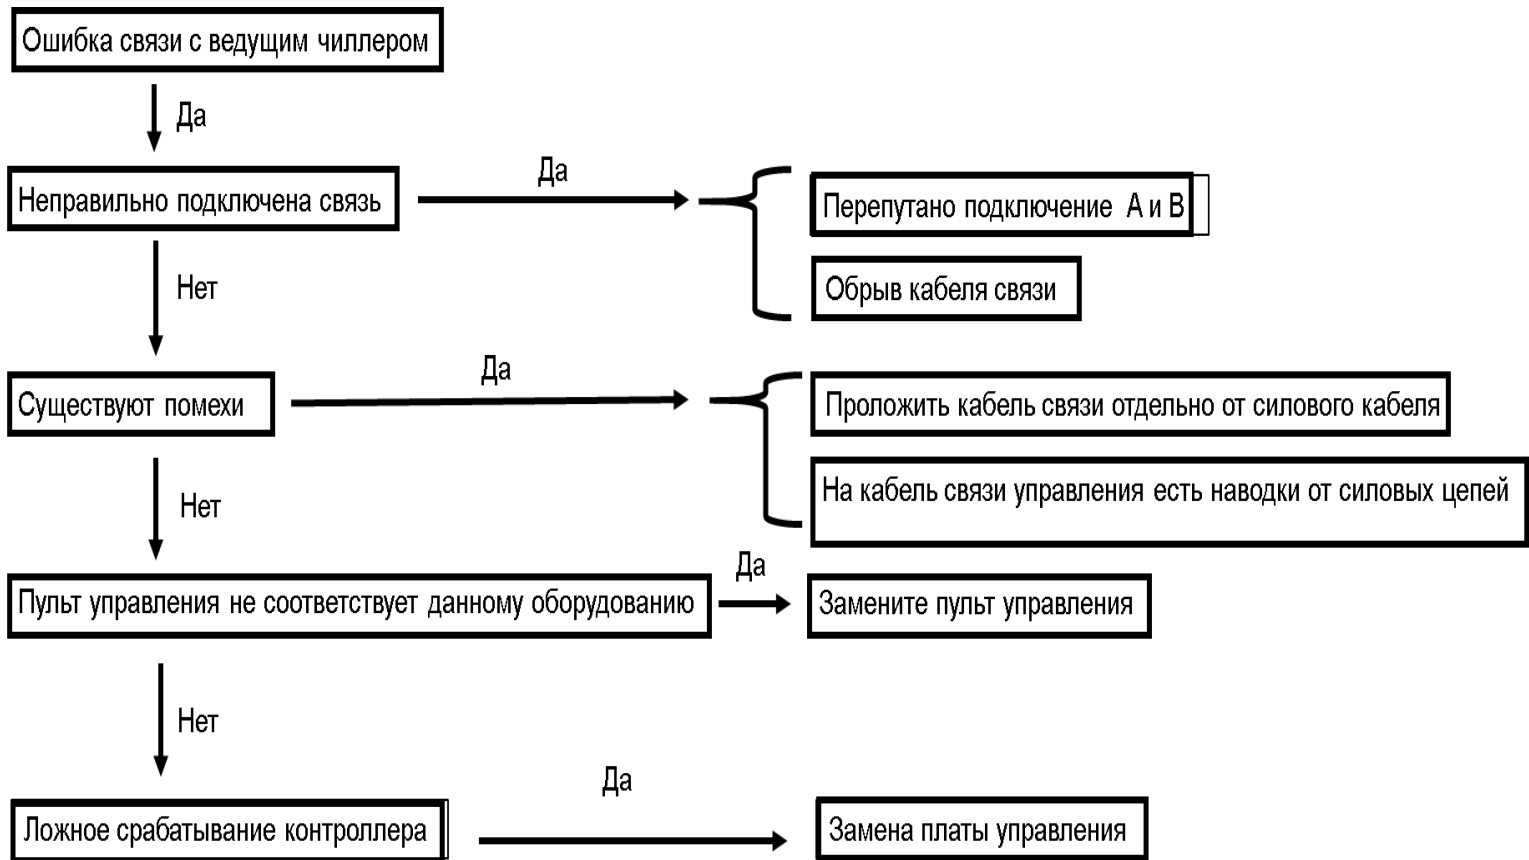 Ошибка связи с ведущим чиллером
Да
Неправильно подключена связь
Да
Перепутано подключение А и В
Обрыв кабеля связи
Нет
Существуют помехи
Да
Проложить кабель связи отдельно от силового кабеля
На кабель связи управления есть наводки от силовых цепей
Нет
Пульт управления не соответствует данному оборудованию
Да
Замените пульт управления
Нет
Ложное срабатывание контроллера
Да
Замена платы управления